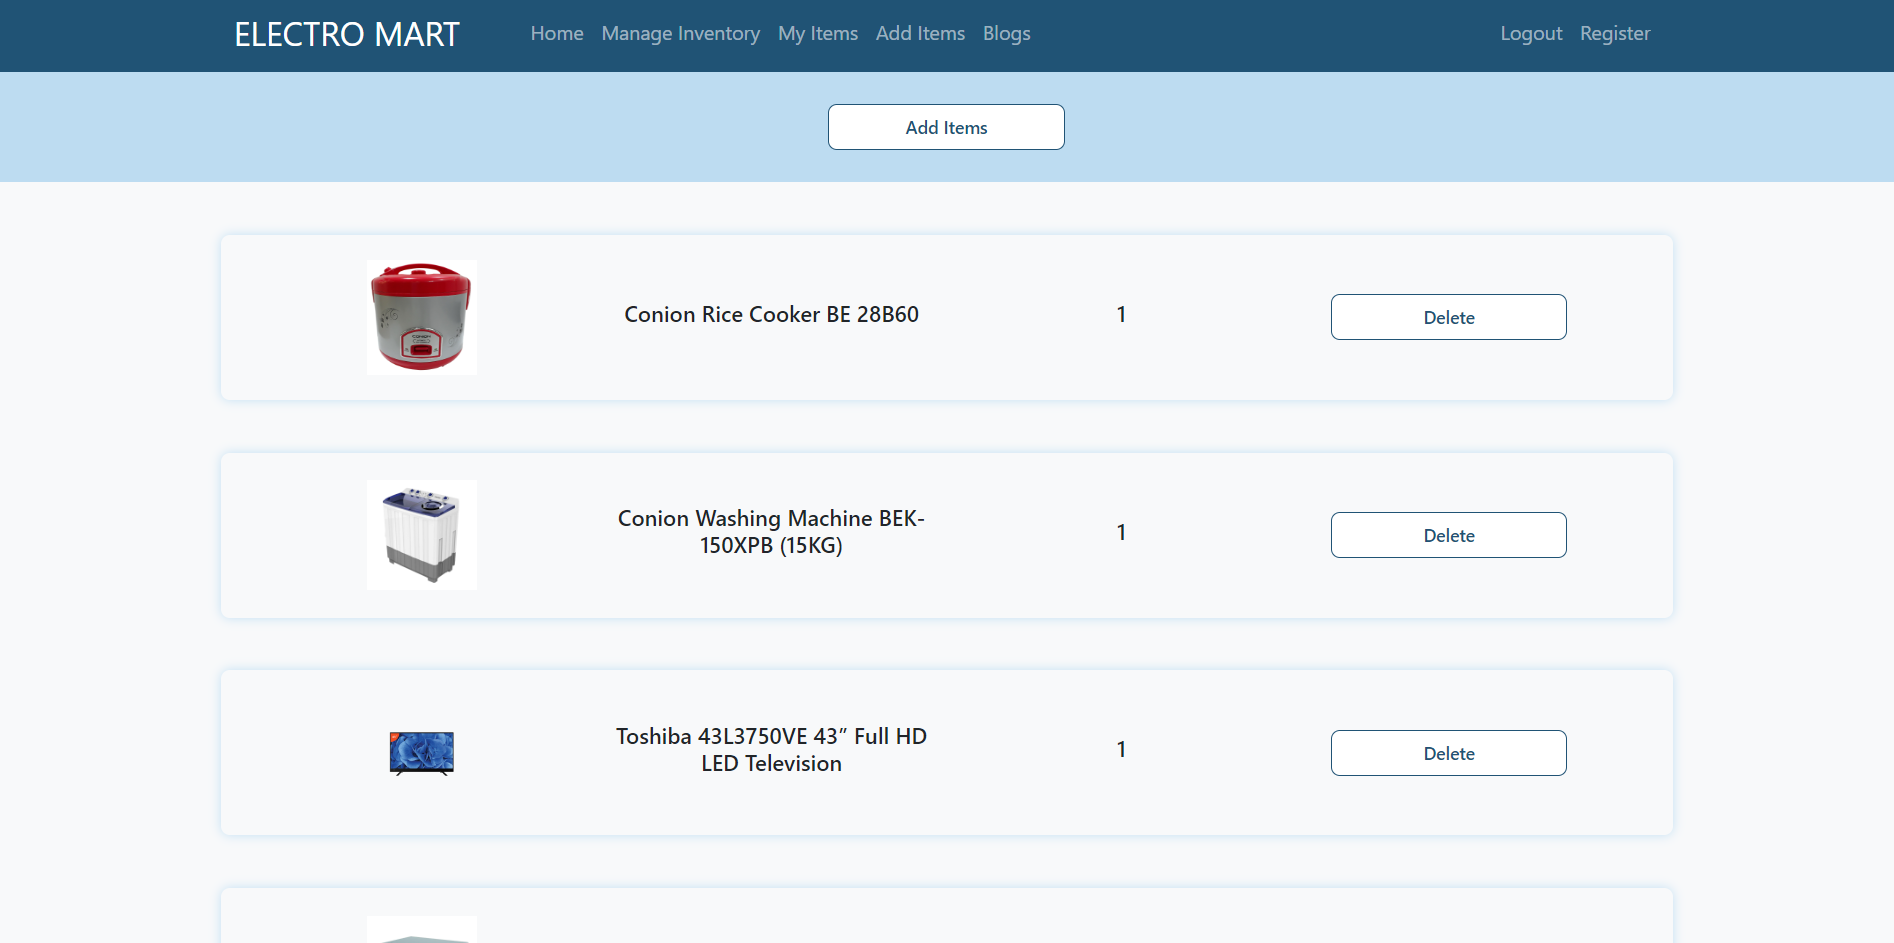 ELECTRO MART Home Manage Inventory My Items Add Items Blogs Logout Register
Add Items
Conion Rice Cooker BE 28B60 1 Delete
Conion Washing Machine BEK-
150XPB (15KG)
1
Delete
Toshiba 43L3750VE 43” Full HD
LED Television
1
Delete